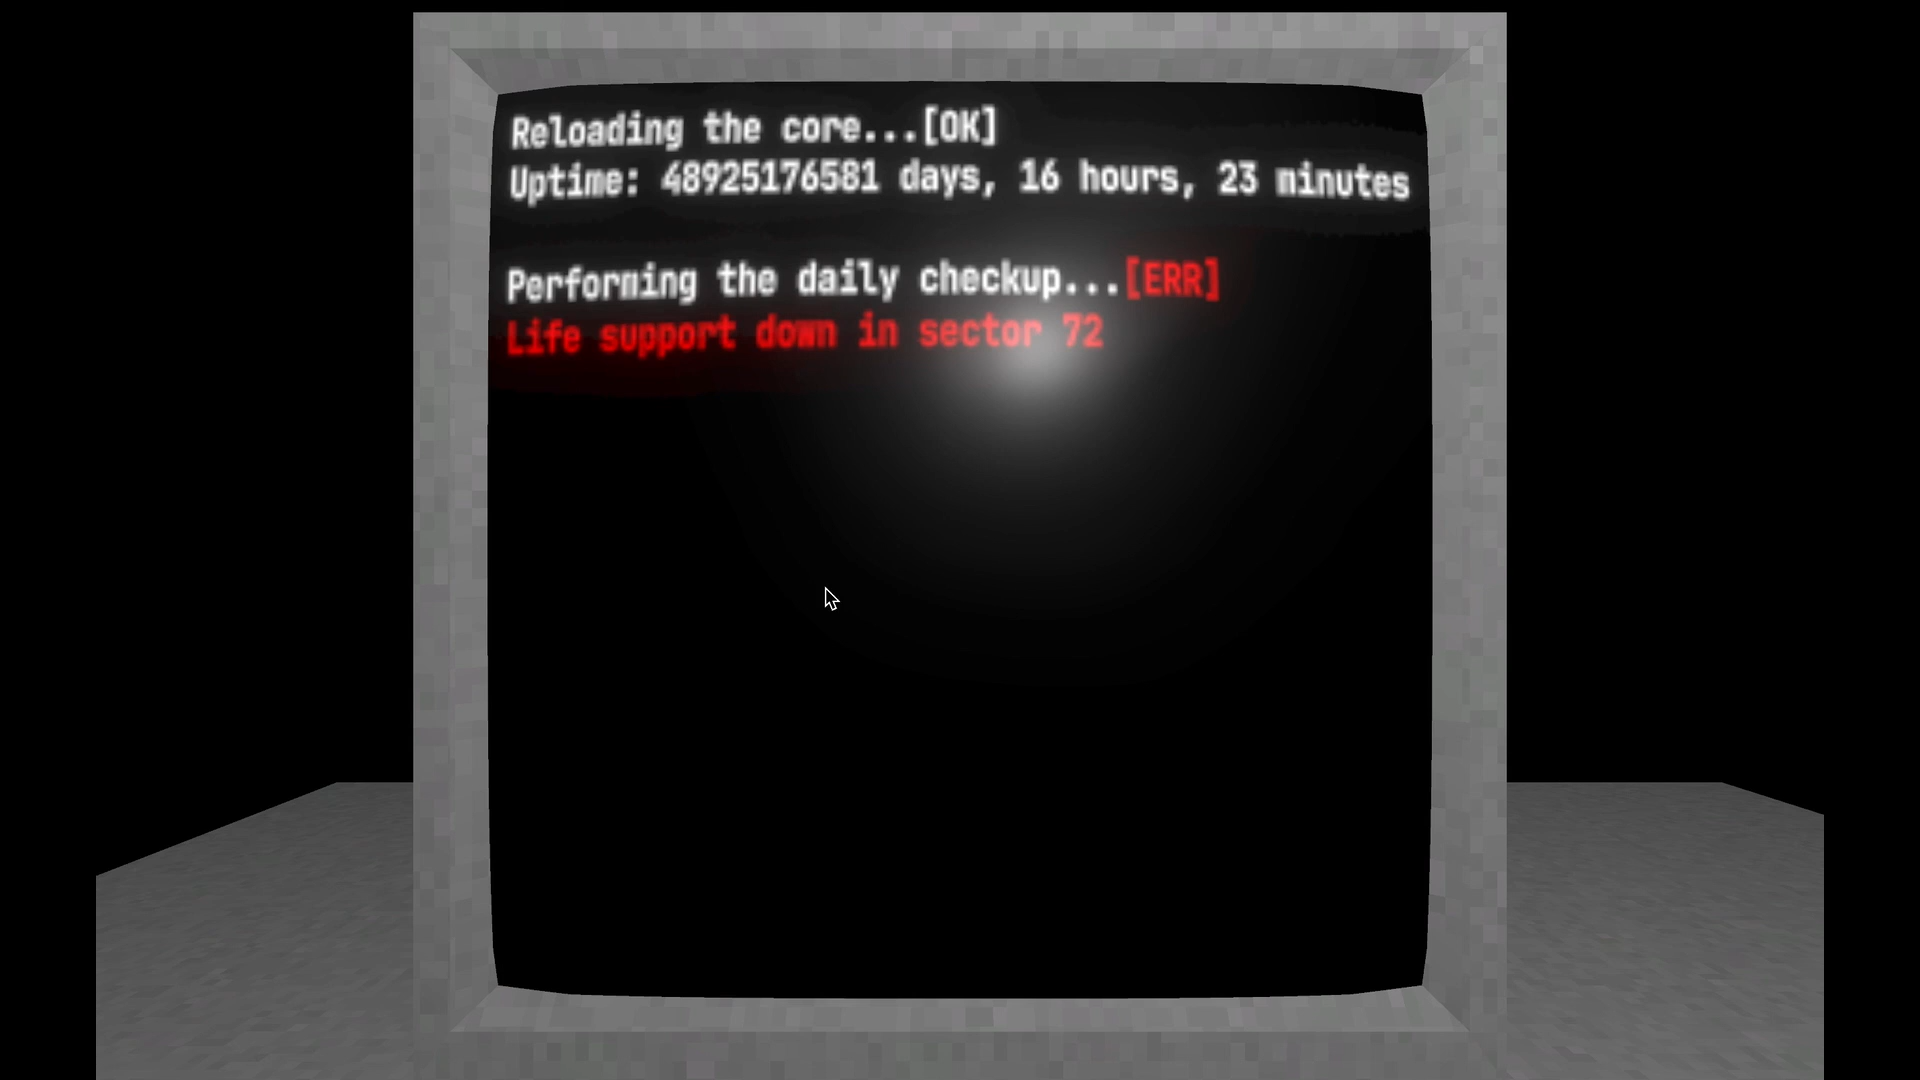 Reloading the core...[OK]
Uptime: 48925176581 days, 16 hours, 23 minutes
Performing the daily checkup...[ERR]
Life support down in sector 72